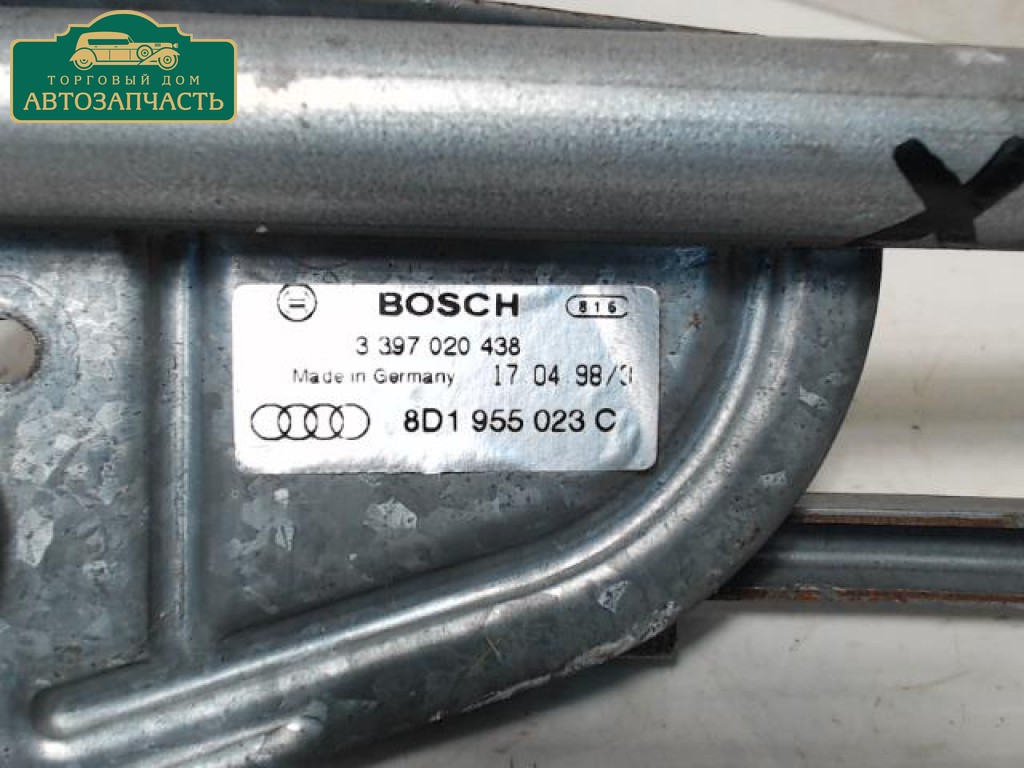 ТОРГОВЫЙ ДОМ
АВТОЗАПЧАСТЬ
X
BOSCH 816
3 397 020 438
Made in Germany 17 04 98/3
8D1 955 023 C